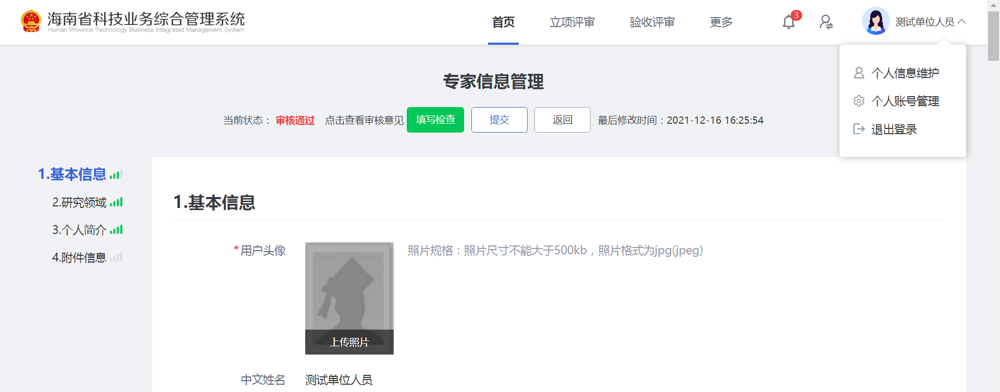 海南省科技业务综合管理系统
Hainan Province Technology Business Integrated Management System
首页 立项评审 验收评审 更多 3 测试单位人员
个人信息维护
个人账号管理
退出登录
专家信息管理
当前状态： 审核通过 点击查看审核意见 填写检查 提交 返回 最后修改时间：2021-12-16 16:25:54
1.基本信息
2.研究领域
3.个人简介
4.附件信息
1.基本信息
*用户头像
照片规格：照片尺寸不能大于500kb，照片格式为jpg(jpeg)
上传照片
中文姓名 测试单位人员